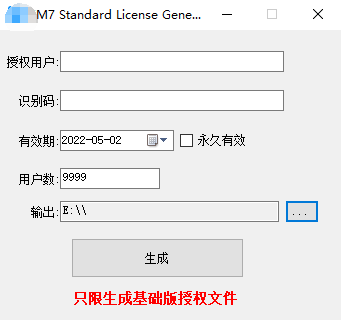 M7 Standard License Gene...
授权用户:
识别码:
有效期: 2022-05-02 永久有效
用户数: 9999
输出: E:\\ ...
生成
只限生成基础版授权文件